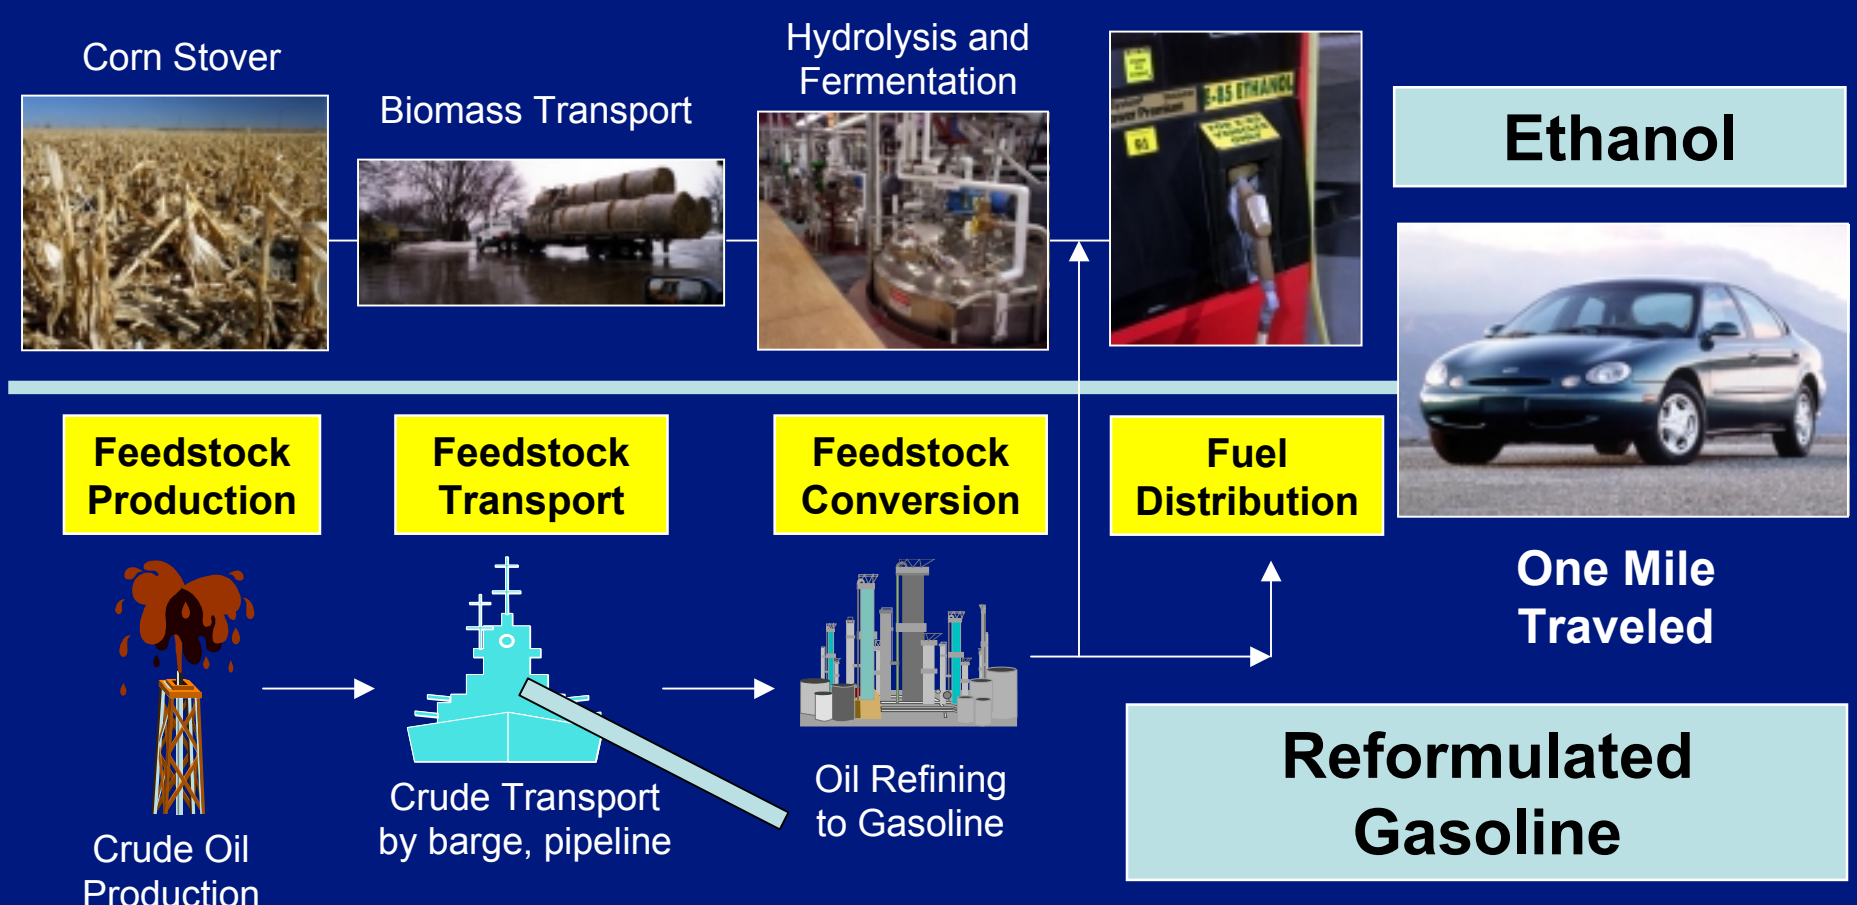 Corn Stover
Biomass Transport
Hydrolysis and
Fermentation
E-85 ETHANOL
Ethanol
Feedstock
Production
Feedstock
Transport
Feedstock
Conversion
Fuel
Distribution
One Mile
Traveled
Crude Oil
Production
Crude Transport
by barge, pipeline
Oil Refining
to Gasoline
Reformulated
Gasoline